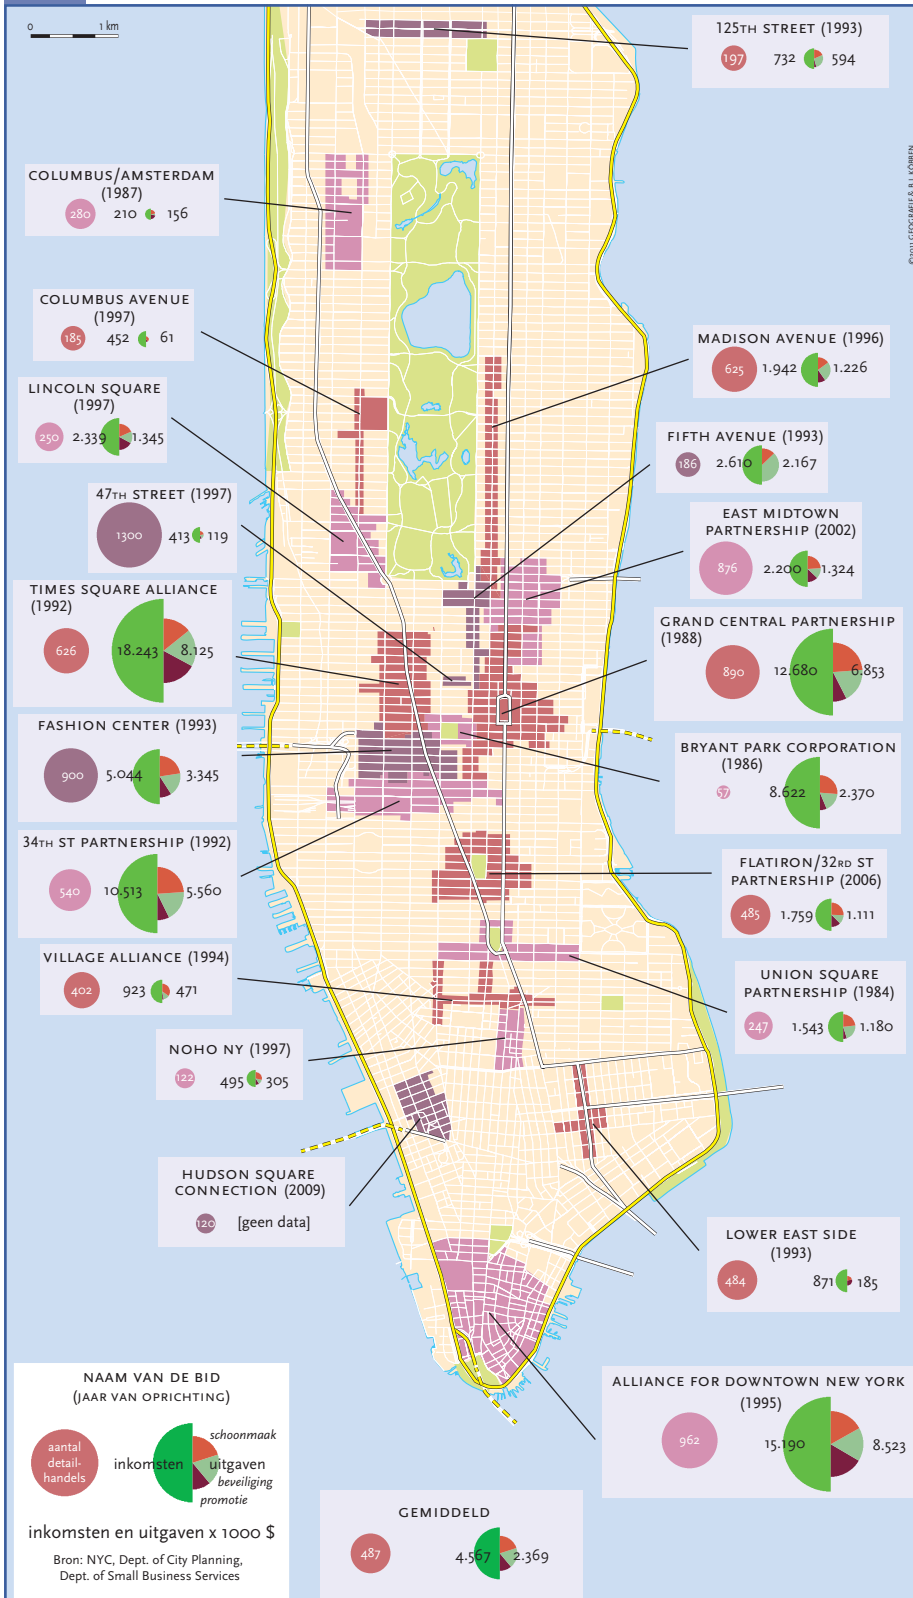 0 1 km
125TH STREET (1993)
197 732 594
©2011 GEOGRAFIE & B.J. KÖBBEN
COLUMBUS/AMSTERDAM
(1987)
280 210 156
COLUMBUS AVENUE
(1997)
185 452 61
MADISON AVENUE (1996)
625 1.942 1.226
LINCOLN SQUARE
(1997)
250 2.339 1.345
FIFTH AVENUE (1993)
186 2.610 2.167
47TH STREET (1997)
1300 413 119
EAST MIDTOWN
PARTNERSHIP (2002)
876 2.200 1.324
TIMES SQUARE ALLIANCE
(1992)
626 18.243 8.125
GRAND CENTRAL PARTNERSHIP
(1988)
890 12.680 6.853
FASHION CENTER (1993)
900 5.044 3.345
BRYANT PARK CORPORATION
(1986)
57 8.622 2.370
34TH ST PARTNERSHIP (1992)
540 10.513 5.560
FLATIRON/32RD ST
PARTNERSHIP (2006)
485 1.759 1.111
VILLAGE ALLIANCE (1994)
402 923 471
UNION SQUARE
PARTNERSHIP (1984)
247 1.543 1.180
NOHO NY (1997)
122 495 305
HUDSON SQUARE
CONNECTION (2009)
120 [geen data]
LOWER EAST SIDE
(1993)
484 871 185
ALLIANCE FOR DOWNTOWN NEW YORK
(1995)
962 15.190 8.523
NAAM VAN DE BID
(JAAR VAN OPRICHTING)
aantal
detail-
handels
inkomsten uitgaven
schoonmaak
beveiliging
promotie
inkomsten en uitgaven x 1000 $
Bron: NYC, Dept. of City Planning,
Dept. of Small Business Services
GEMIDDELD
487 4.567 2.369